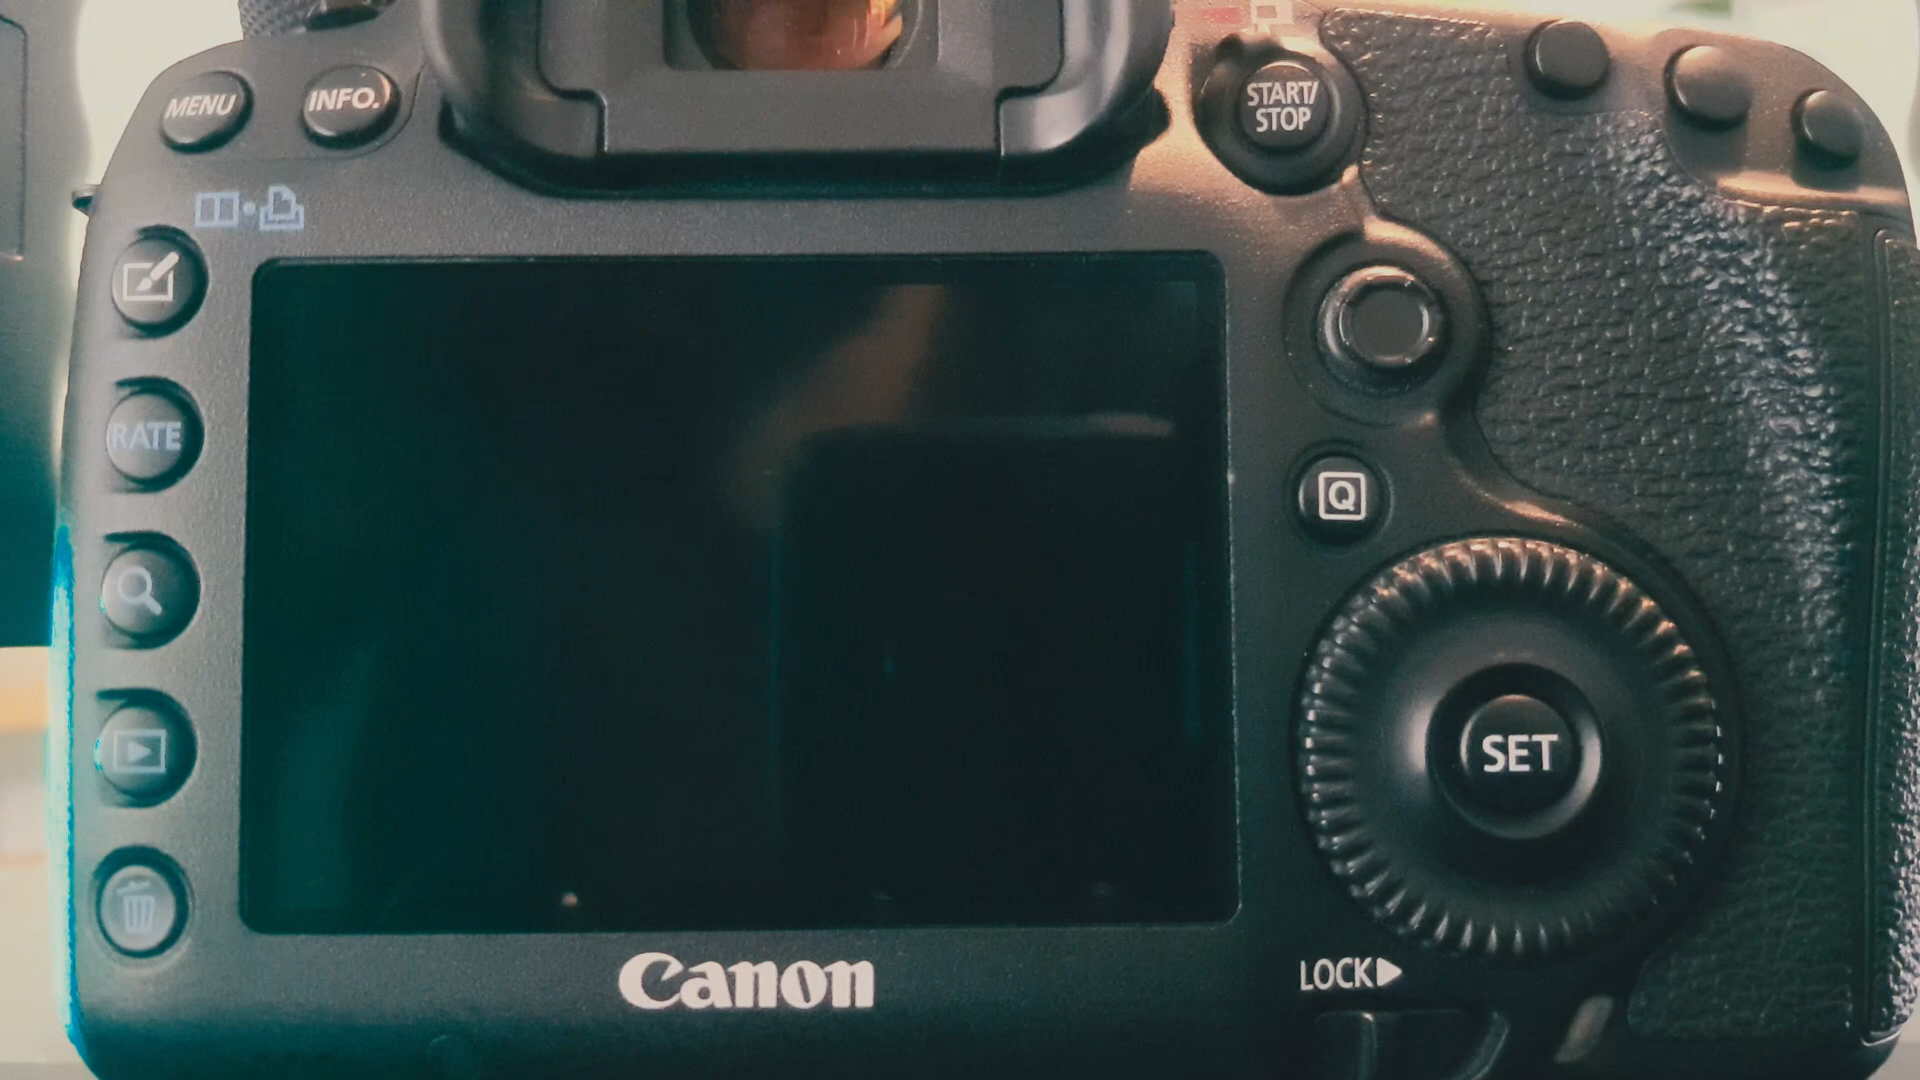 MENU
INFO.
START/
STOP
RATE
Q
SET
Canon
LOCK